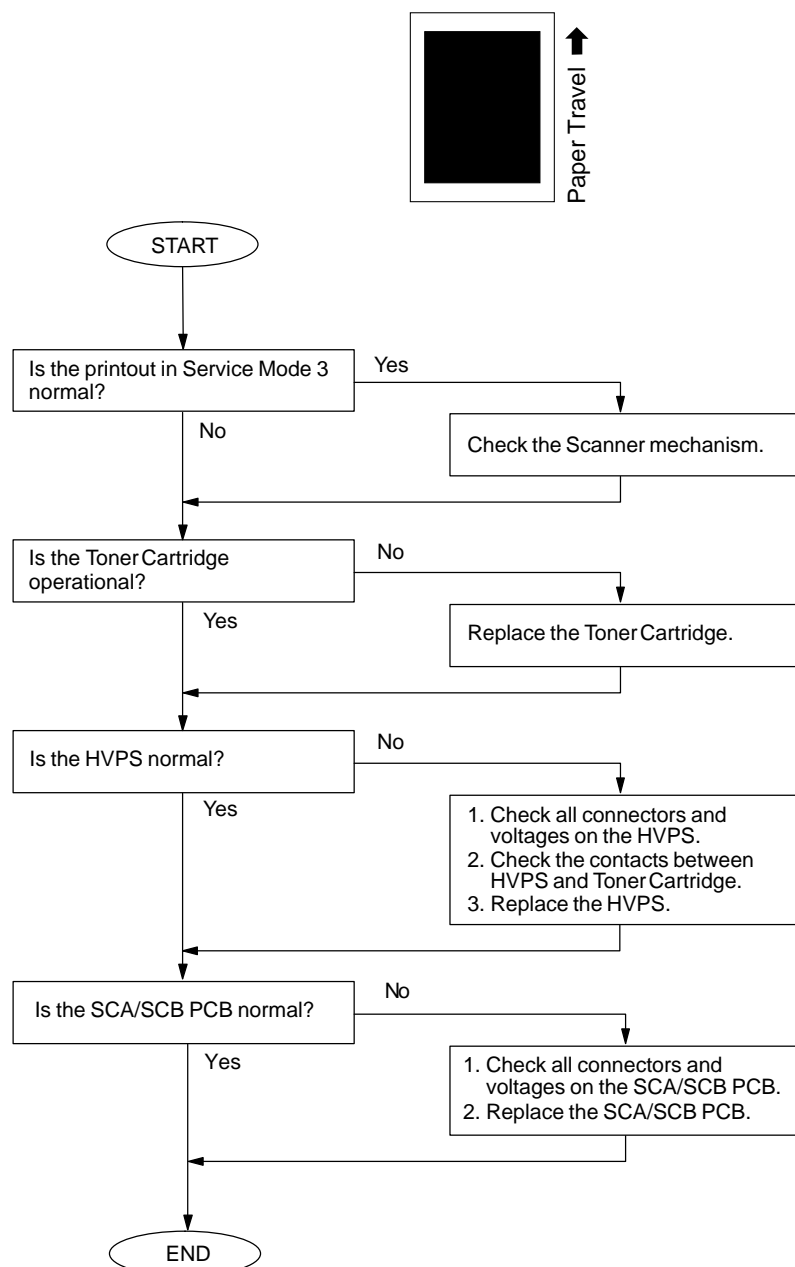 Paper Travel
START
Is the printout in Service Mode 3
normal?
Yes
No
Check the Scanner mechanism.
Is the Toner Cartridge
operational?
No
Yes
Replace the Toner Cartridge.
Is the HVPS normal?
No
Yes
1. Check all connectors and
voltages on the HVPS.
2. Check the contacts between
HVPS and Toner Cartridge.
3. Replace the HVPS.
Is the SCA/SCB PCB normal?
No
Yes
1. Check all connectors and
voltages on the SCA/SCB PCB.
2. Replace the SCA/SCB PCB.
END